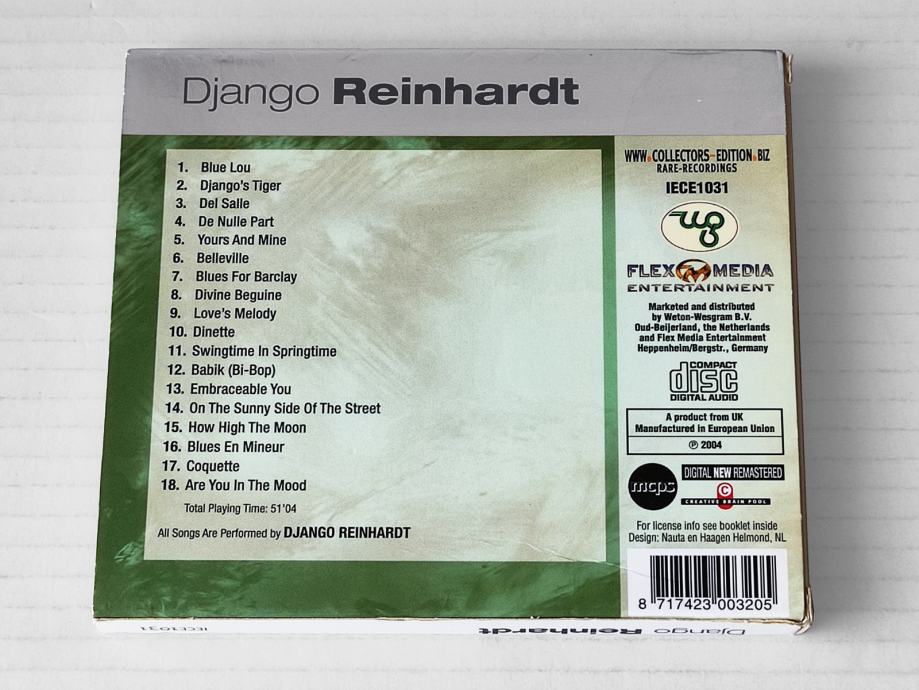 Django Reinhardt
1. Blue Lou
2. Django's Tiger
3. Del Salle
4. De Nulle Part
5. Yours And Mine
6. Belleville
7. Blues For Barclay
8. Divine Beguine
9. Love's Melody
10. Dinette
11. Swingtime In Springtime
12. Babik (Bi-Bop)
13. Embraceable You
14. On The Sunny Side Of The Street
15. How High The Moon
16. Blues En Mineur
17. Coquette
18. Are You In The Mood
Total Playing Time: 51'04
All Songs Are Performed by DJANGO REINHARDT
WWW.COLLECTORS-EDITION.BIZ
RARE-RECORDINGS
IECE1031
wg
FLEX MEDIA
ENTERTAINMENT
Marketed and distributed
by Weton-Wesgram B.V.
Oud-Beijerland, the Netherlands
and Flex Media Entertainment
Heppenheim/Bergstr., Germany
COMPACT
disc
DIGITAL AUDIO
A product from UK
Manufactured in European Union
℗ 2004
mcps
DIGITAL NEW REMASTERED
C
CREATIVE BRAIN POOL
For license info see booklet inside
Design: Nauta en Haagen Helmond, NL
8 717423 003205
Django Reinhardt
IECE1031